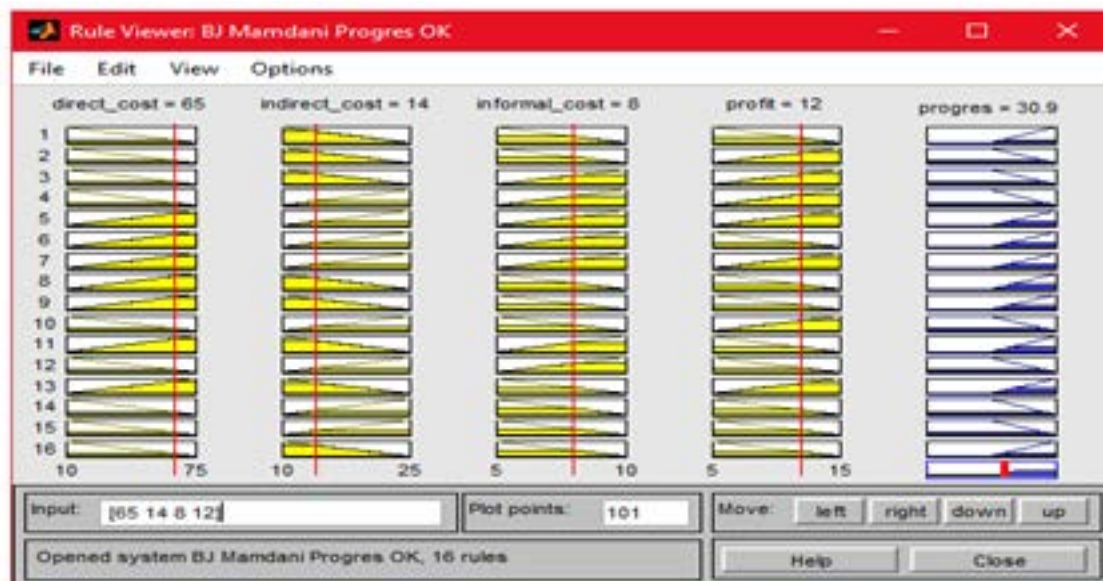 Rule Viewer: BJ Mamdani Progres OK
File Edit View Options
direct_cost = 65 indirect_cost = 14 informal_cost = 8 profit = 12 progres = 30.9
1
2
3
4
5
6
7
8
9
10
11
12
13
14
15
16
10 75 10 25 5 10 5 15
Input: [65 14 8 12] Plot points: 101 Move: left right down up
Opened system BJ Mamdani Progres OK, 16 rules Help Close